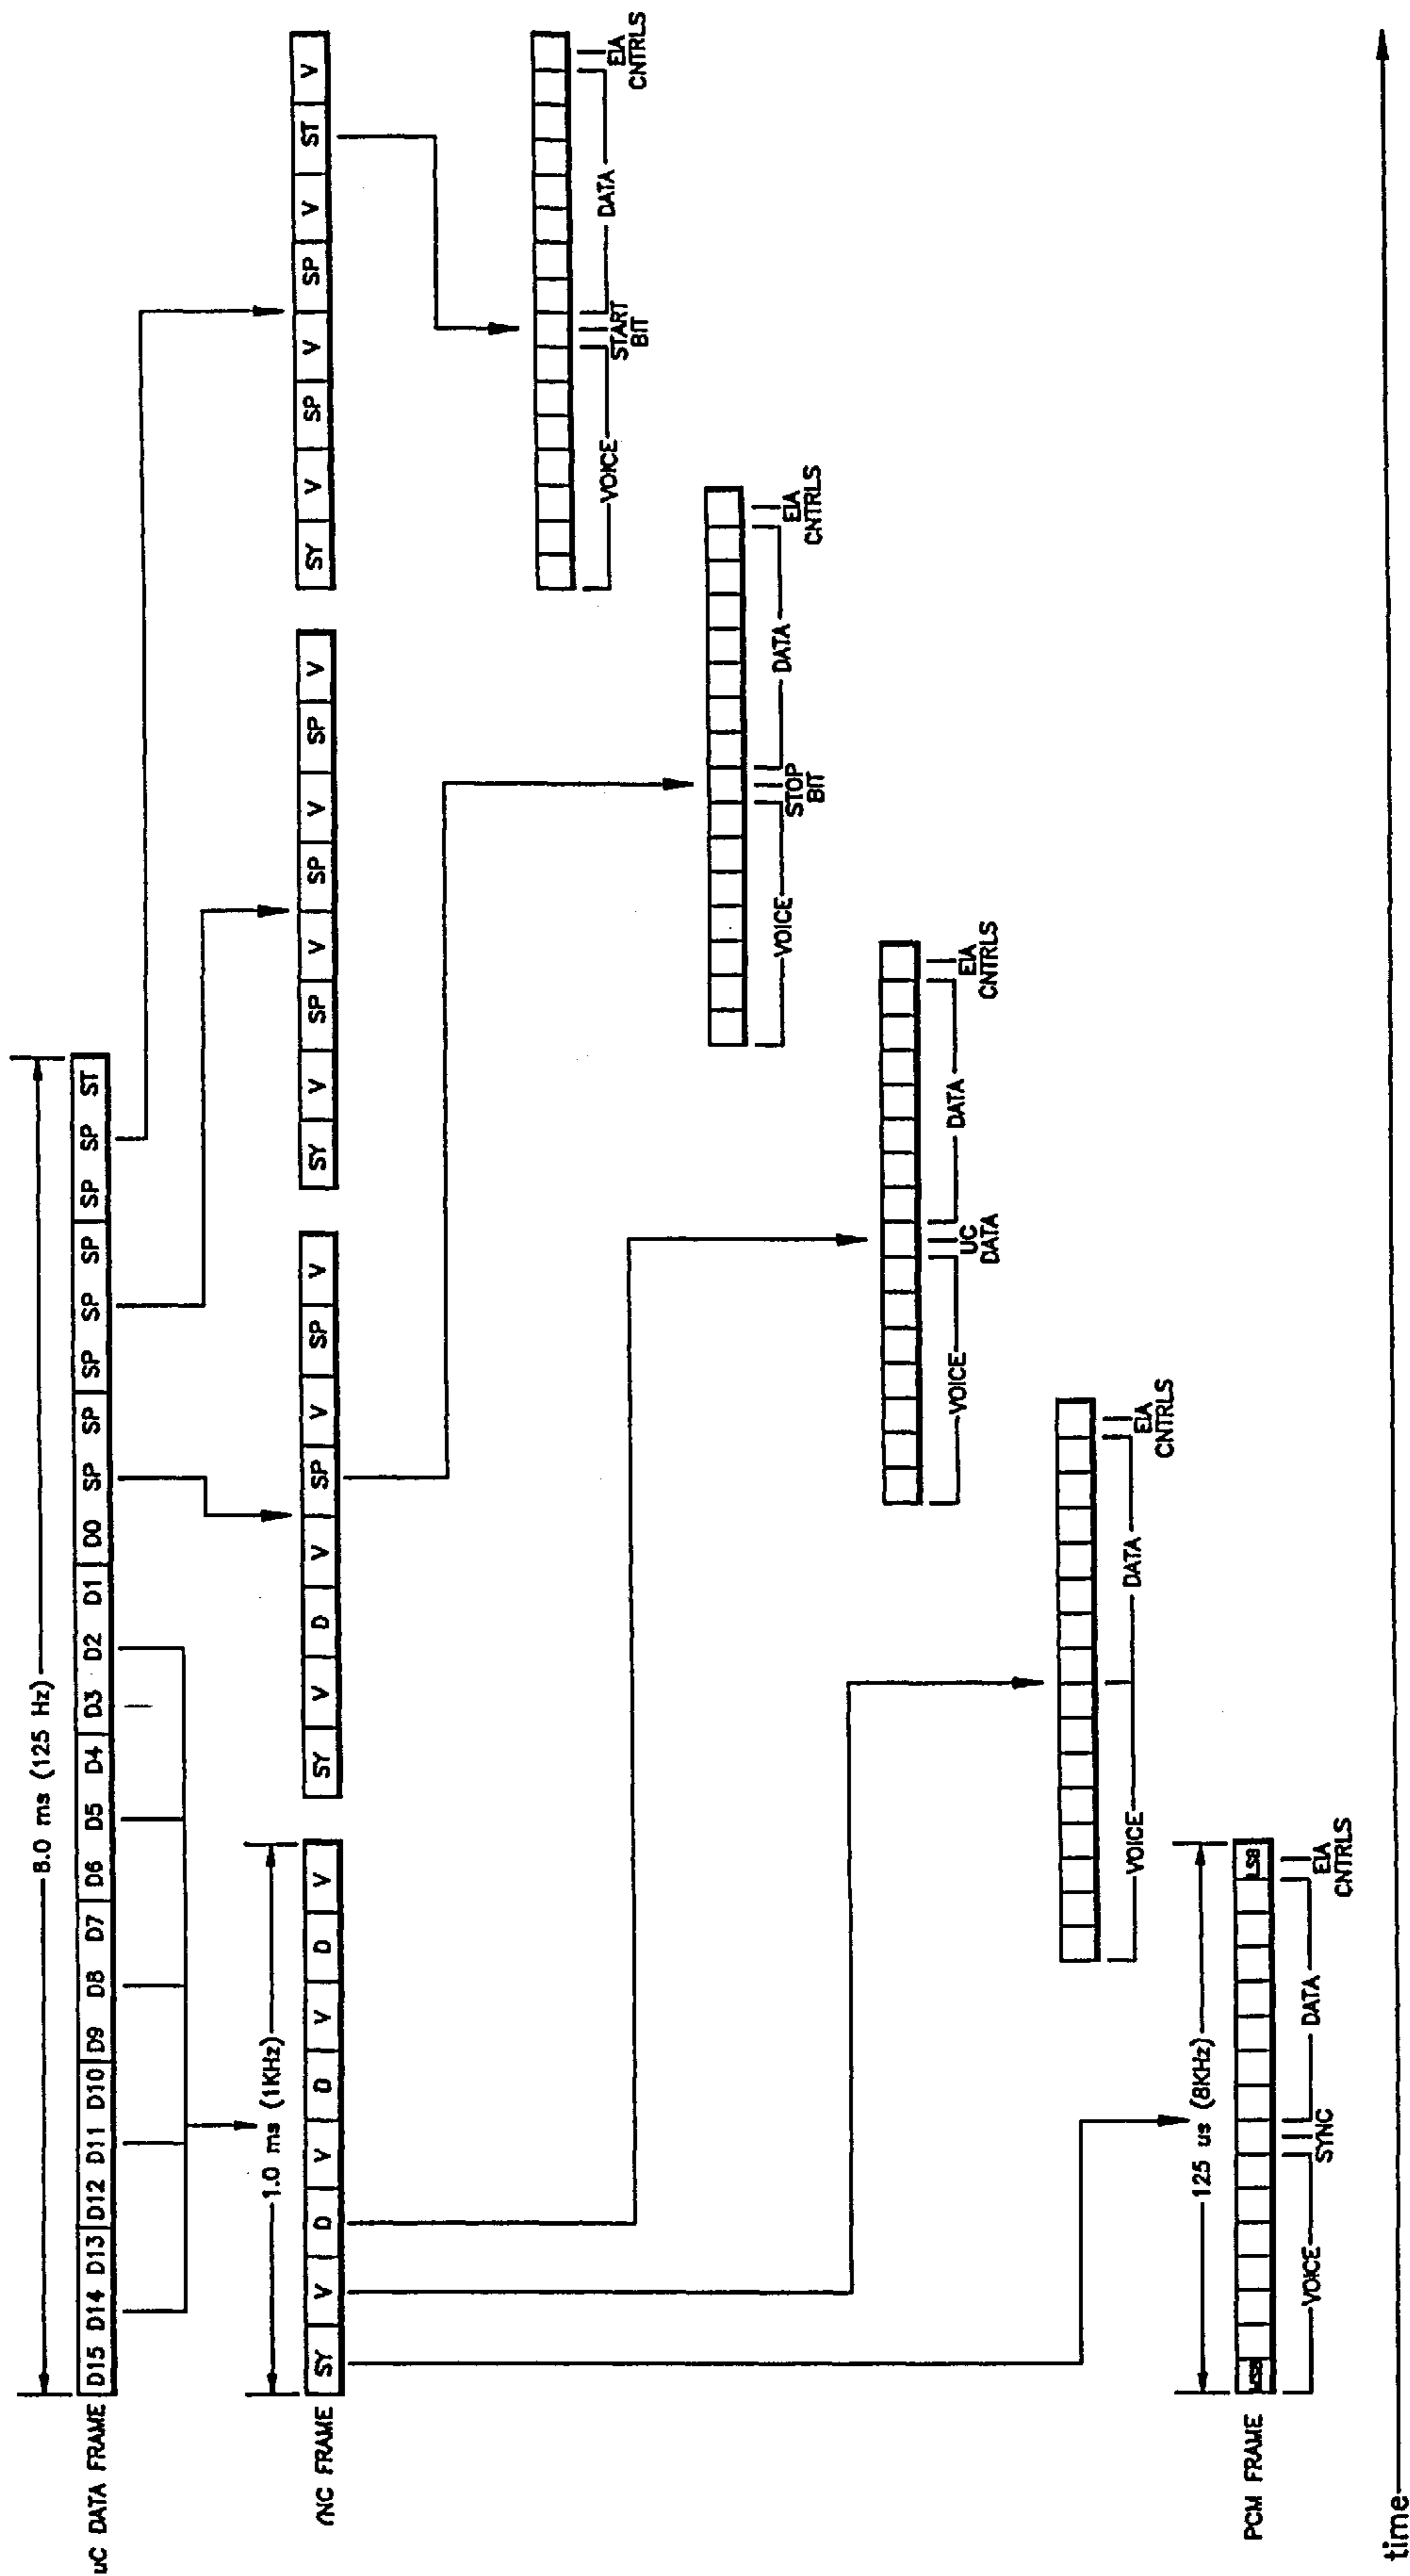 8.0 ms (125 Hz)
uC DATA FRAME D15 D14 D13 D12 D11 D10 D9 D8 D7 D6 D5 D4 D3 D2 D1 D0 SP SP SP SP SP SP SP ST
1.0 ms (1KHz)
NC FRAME SY V D V D V D V
SY V D V SP V SP V
SY V SP V SP V SP V
SY V SP V SP V ST V
VOICE START BIT DATA EIA CNTRLS
VOICE STOP BIT DATA EIA CNTRLS
VOICE UC DATA DATA EIA CNTRLS
VOICE DATA EIA CNTRLS
125 us (8KHz)
PCM FRAME MSB LSB
VOICE SYNC DATA EIA CNTRLS
time